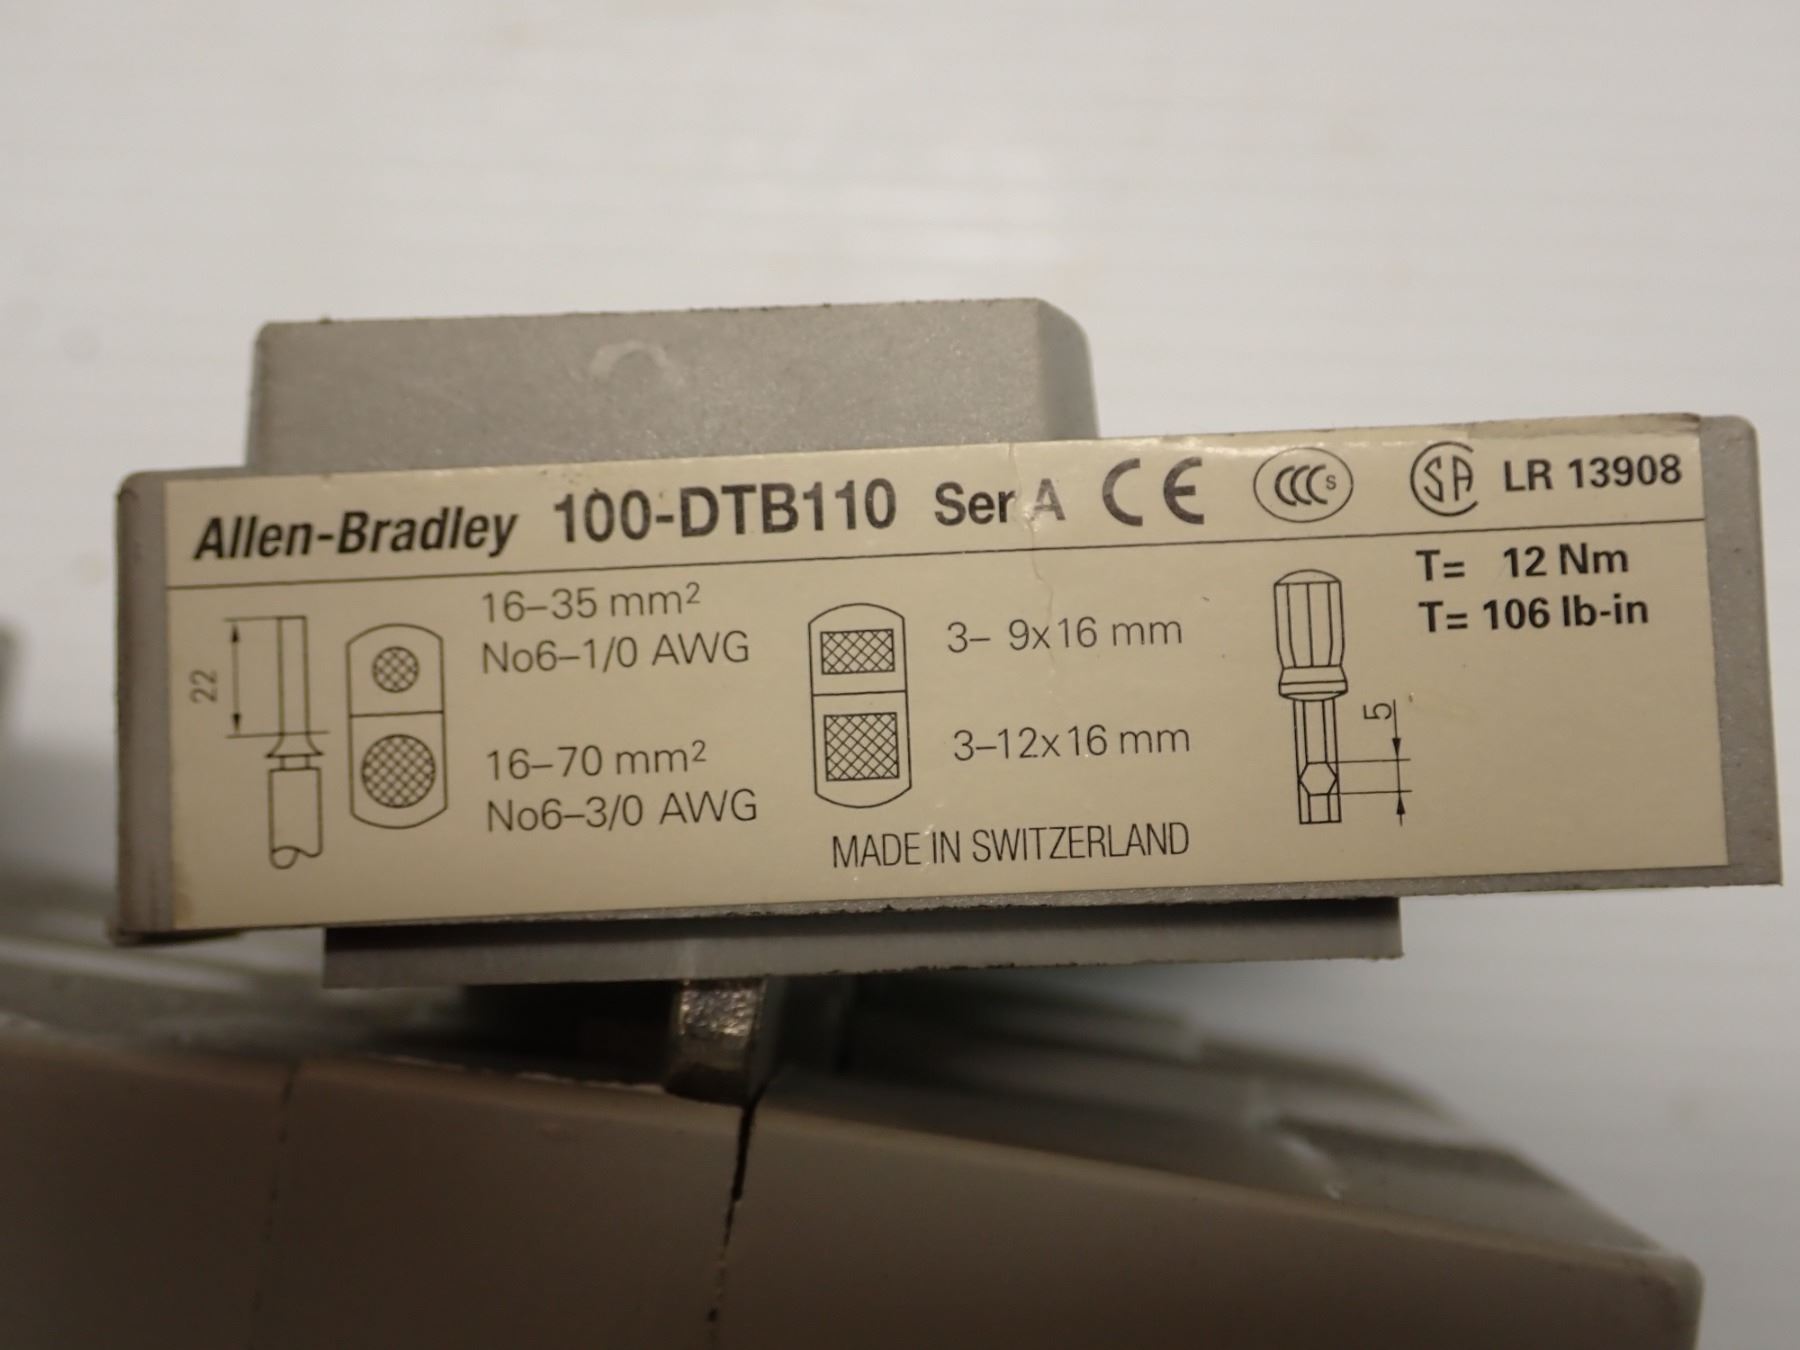 Allen-Bradley 100-DTB110 Ser A CE CCC S SA LR 13908
T= 12 Nm
T= 106 lb-in
22
16–35 mm²
No6–1/0 AWG
16–70 mm²
No6–3/0 AWG
3– 9x16 mm
3–12x16 mm
5
MADE IN SWITZERLAND